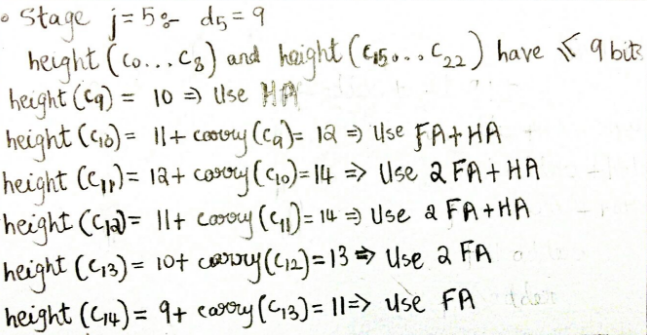 • Stage j=5:- d₅ = 9
height (C₀...C₈) and height (C₁₅...C₂₂) have ≤ 9 bits
height (C₉) = 10 => Use HA
height (C₁₀) = 11 + carry (C₉) = 12 => Use FA+HA
height (C₁₁) = 12 + carry (C₁₀) = 14 => Use 2 FA + HA
height (C₁₂) = 11 + carry (C₁₁) = 14 => Use 2 FA+HA
height (C₁₃) = 10 + carry (C₁₂) = 13 => Use 2 FA
height (C₁₄) = 9 + carry (C₁₃) = 11 => Use FA